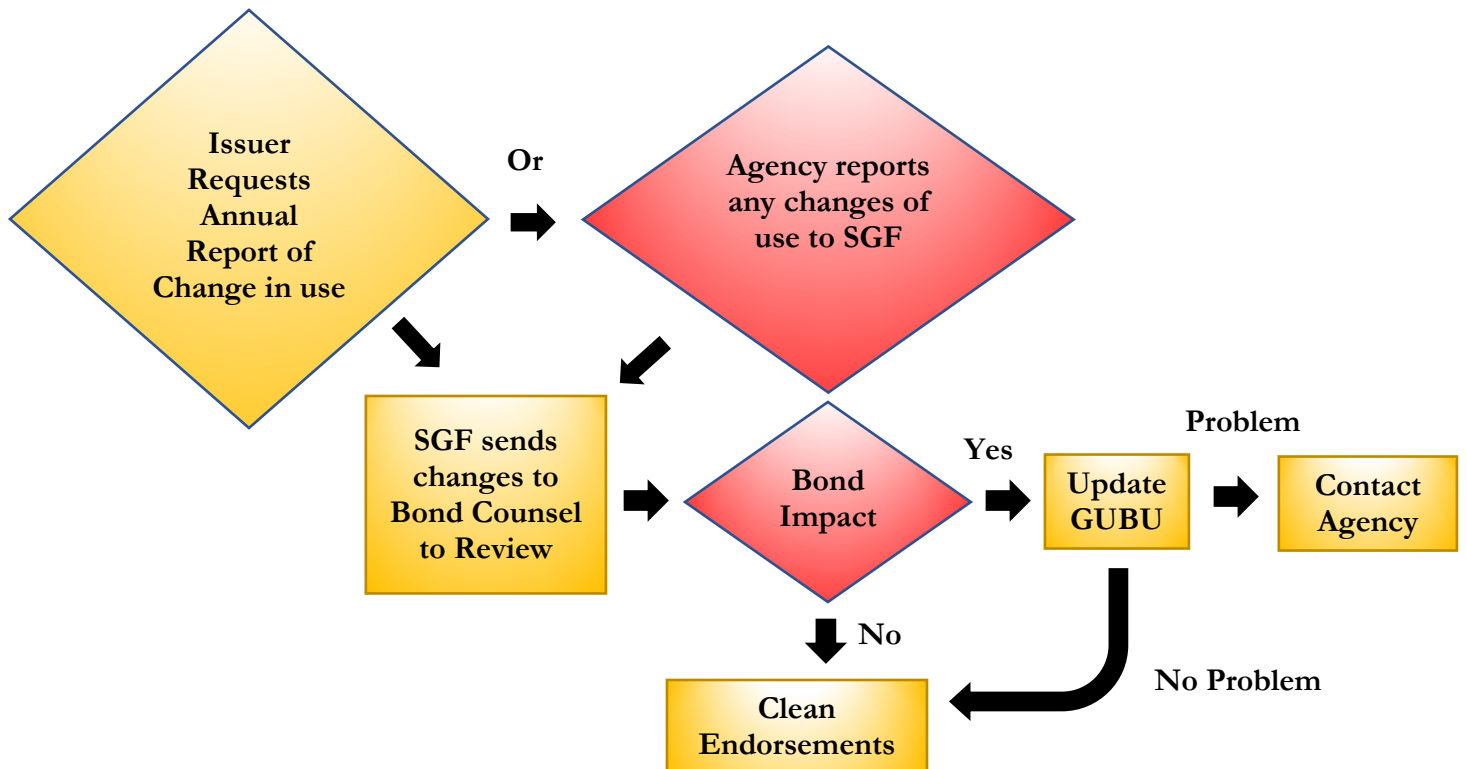 Issuer
Requests
Annual
Report of
Change in use
Or
Agency reports
any changes of
use to SGF
SGF sends
changes to
Bond Counsel
to Review
Bond
Impact
Yes
Update
GUBU
Problem
Contact
Agency
No
No Problem
Clean
Endorsements